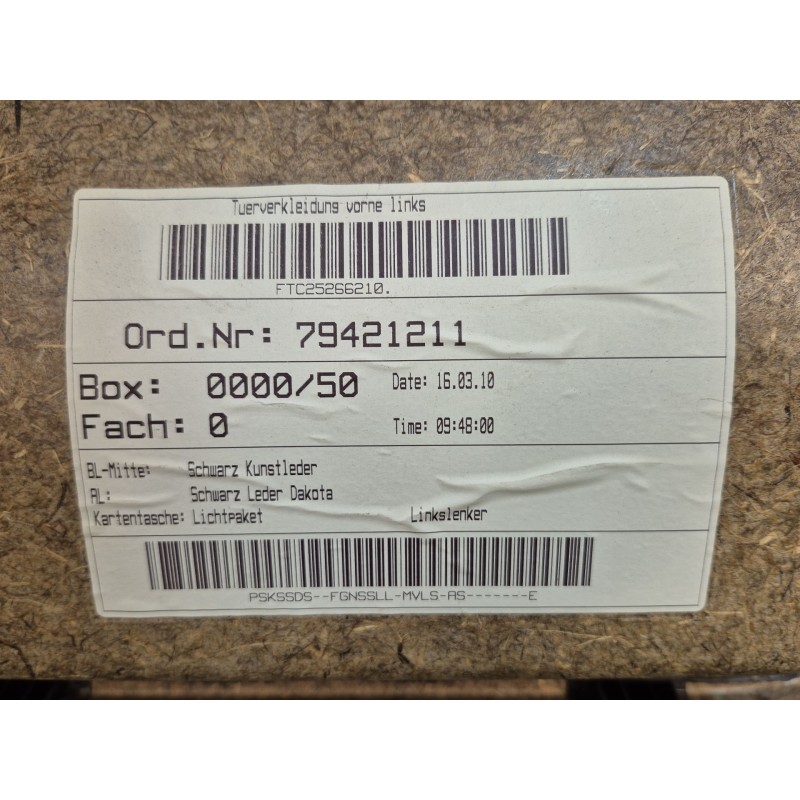 Tuerverkleidung vorne links
FTC25266210.
Ord.Nr: 79421211
Box: 0000/50 Date: 16.03.10
Fach: 0 Time: 09:48:00
BL-Mitte: Schwarz Kunstleder
AL: Schwarz Leder Dakota
Kartentasche: Lichtpaket Linkslenker
PSKSSDS--FGNSSLL-MVLS-AS-------E